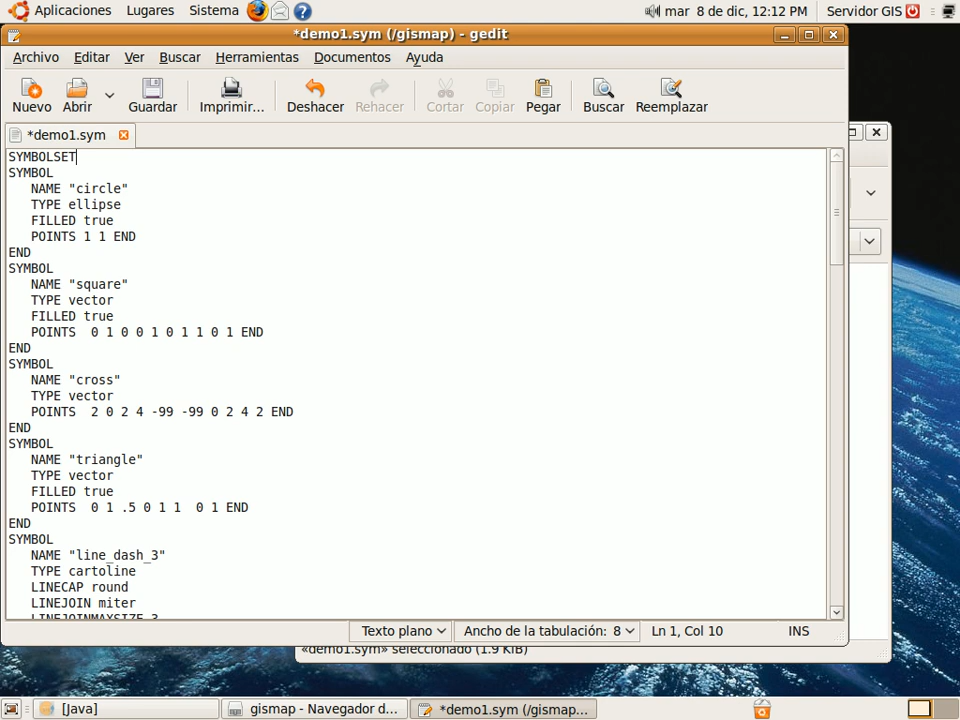 Aplicaciones Lugares Sistema mar 8 de dic, 12:12 PM Servidor GIS
*demo1.sym (/gismap) - gedit
Archivo Editar Ver Buscar Herramientas Documentos Ayuda
Nuevo Abrir Guardar Imprimir... Deshacer Rehacer Cortar Copiar Pegar Buscar Reemplazar
*demo1.sym
SYMBOLSET
SYMBOL
NAME "circle"
TYPE ellipse
FILLED true
POINTS 1 1 END
END
SYMBOL
NAME "square"
TYPE vector
FILLED true
POINTS 0 1 0 0 1 0 1 1 0 1 END
END
SYMBOL
NAME "cross"
TYPE vector
POINTS 2 0 2 4 -99 -99 0 2 4 2 END
END
SYMBOL
NAME "triangle"
TYPE vector
FILLED true
POINTS 0 1 .5 0 1 1 0 1 END
END
SYMBOL
NAME "line_dash_3"
TYPE cartoline
LINECAP round
LINEJOIN miter
LINEJOINMAXSIZE 3
Texto plano Ancho de la tabulación: 8 Ln 1, Col 10 INS
«demo1.sym» seleccionado (1.9 KiB)
[Java] gismap - Navegador d... *demo1.sym (/gismap...